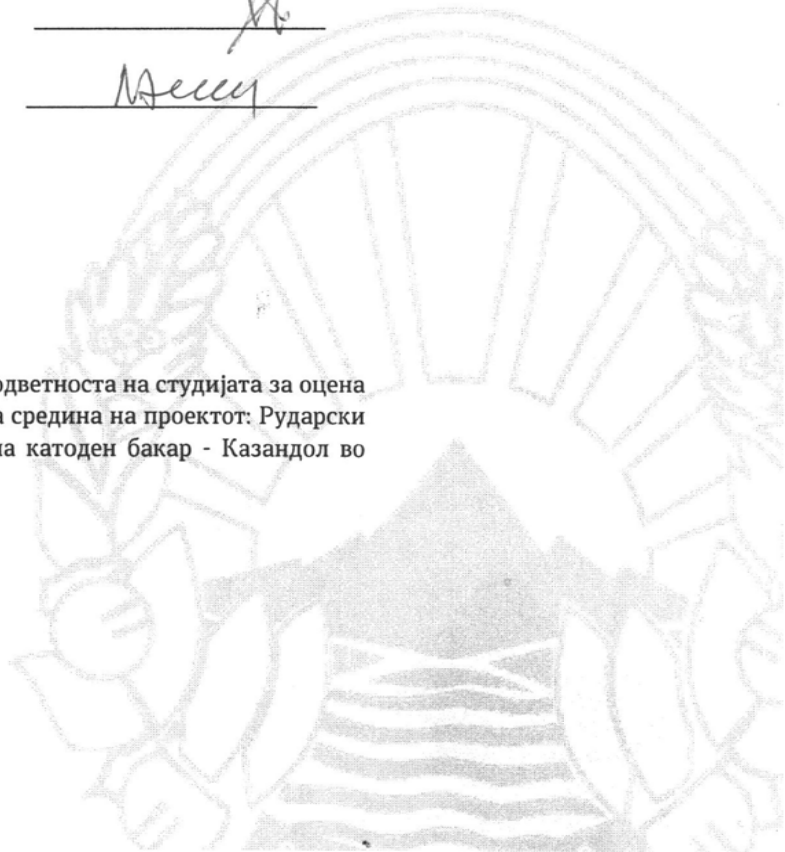 одветноста на студијата за оцена
а средина на проектот: Рударски
на катоден бакар - Казандол во